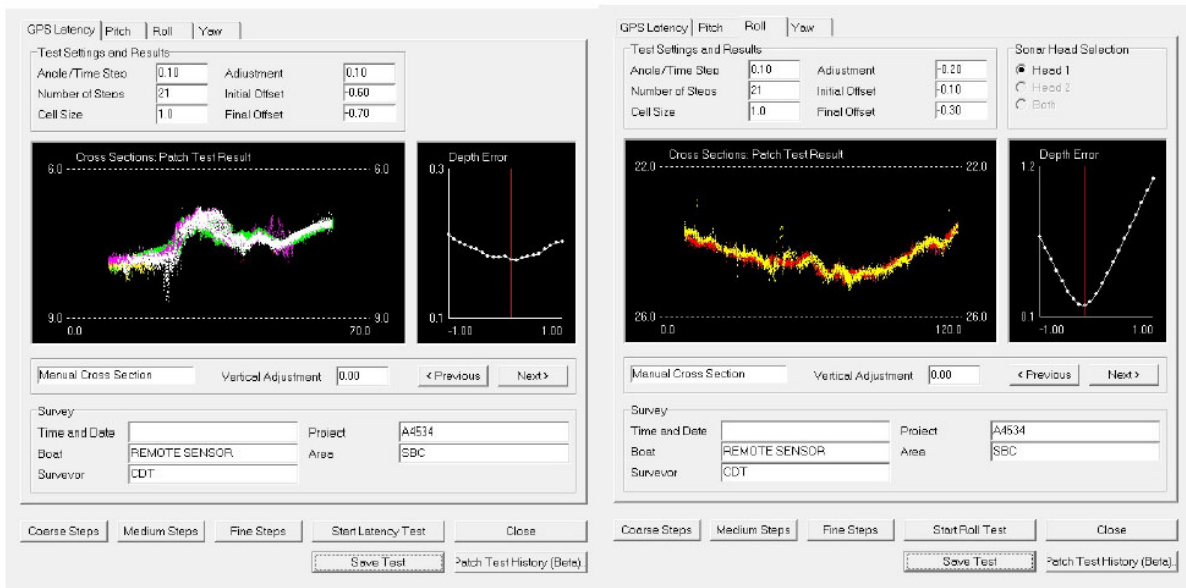 GPS Latency Pitch Roll Yaw
Test Settings and Results
Angle/Time Step 0.10 Adjustment 0.10
Number of Steps 21 Initial Offset -0.60
Cell Size 1.0 Final Offset -0.70
Cross Sections: Patch Test Result
6.0 6.0
9.0 9.0
0.0 70.0
Depth Error
0.3
0.1
-1.00 1.00
Manual Cross Section Vertical Adjustment 0.00 < Previous Next >
Survey
Time and Date Project A4534
Boat REMOTE SENSOR Area SBC
Surveyor CDT
Coarse Steps Medium Steps Fine Steps Start Latency Test Close
Save Test Patch Test History (Beta)..
GPS Latency Pitch Roll Yaw
Test Settings and Results
Angle/Time Step 0.10 Adjustment -0.20
Number of Steps 21 Initial Offset -0.10
Cell Size 1.0 Final Offset -0.30
Sonar Head Selection
Head 1
Head 2
Both
Cross Sections: Patch Test Result
22.0 22.0
26.0 26.0
0.0 120.0
Depth Error
1.2
0.1
-1.00 1.00
Manual Cross Section Vertical Adjustment 0.00 < Previous Next >
Survey
Time and Date Project A4534
Boat REMOTE SENSOR Area SBC
Surveyor CDT
Coarse Steps Medium Steps Fine Steps Start Roll Test Close
Save Test Patch Test History (Beta)..